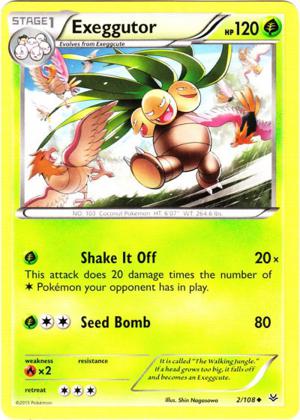 STAGE1
Exeggutor
HP 120
Evolves from Exeggcute
NO. 103 Coconut Pokémon HT. 6'07" WT. 264.6 lbs.
Shake It Off 20×
This attack does 20 damage times the number of
Pokémon your opponent has in play.
Seed Bomb 80
weakness resistance
×2
retreat cost
It is called "The Walking Jungle."
If a head grows too big, it falls off
and becomes an Exeggcute.
©2015 Pokémon
Illus. Shin Nagasawa
2/108